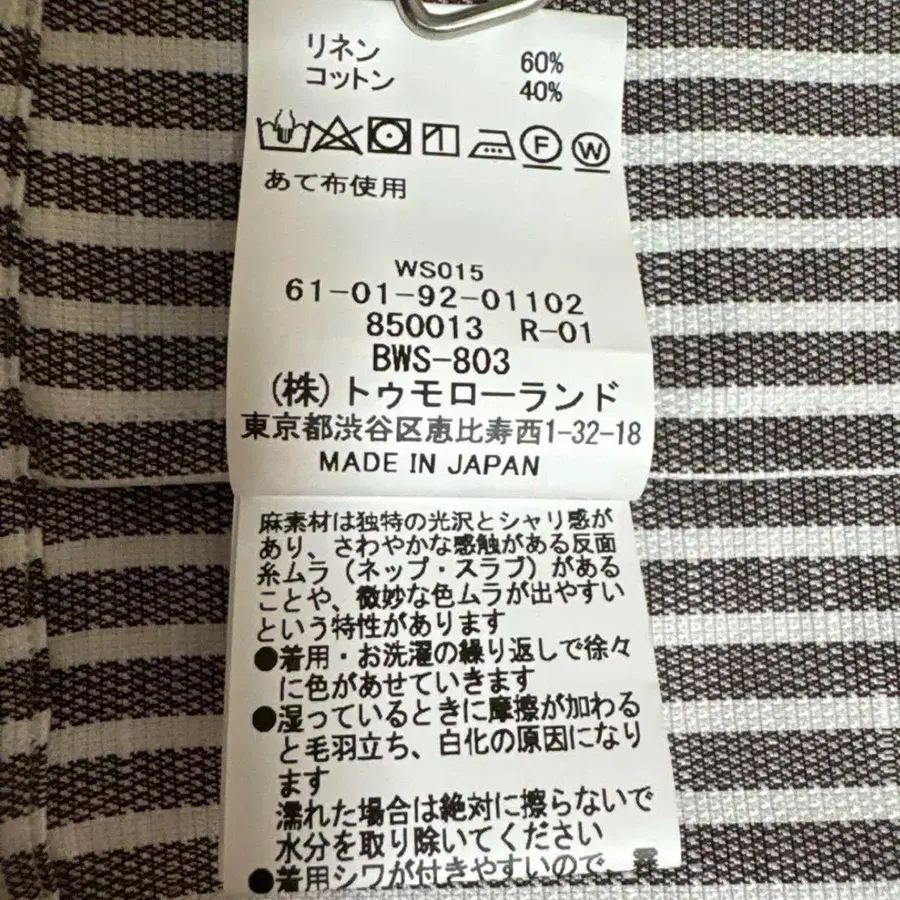 リネン 60%
コットン 40%
F W
あて布使用
WS015
61-01-92-01102
850013 R-01
BWS-803
(株)トゥモローランド
東京都渋谷区恵比寿西1-32-18
MADE IN JAPAN
麻素材は独特の光沢とシャリ感が
あり、さわやかな感触がある反面
糸ムラ(ネップ・スラブ)がある
ことや、微妙な色ムラが出やすい
という特性があります
●着用・お洗濯の繰り返しで徐々
に色があせていきます
●湿っているときに摩擦が加わる
と毛羽立ち、白化の原因になり
ます
濡れた場合は絶対に擦らないで
水分を取り除いてください
●着用シワが付きやすいので、